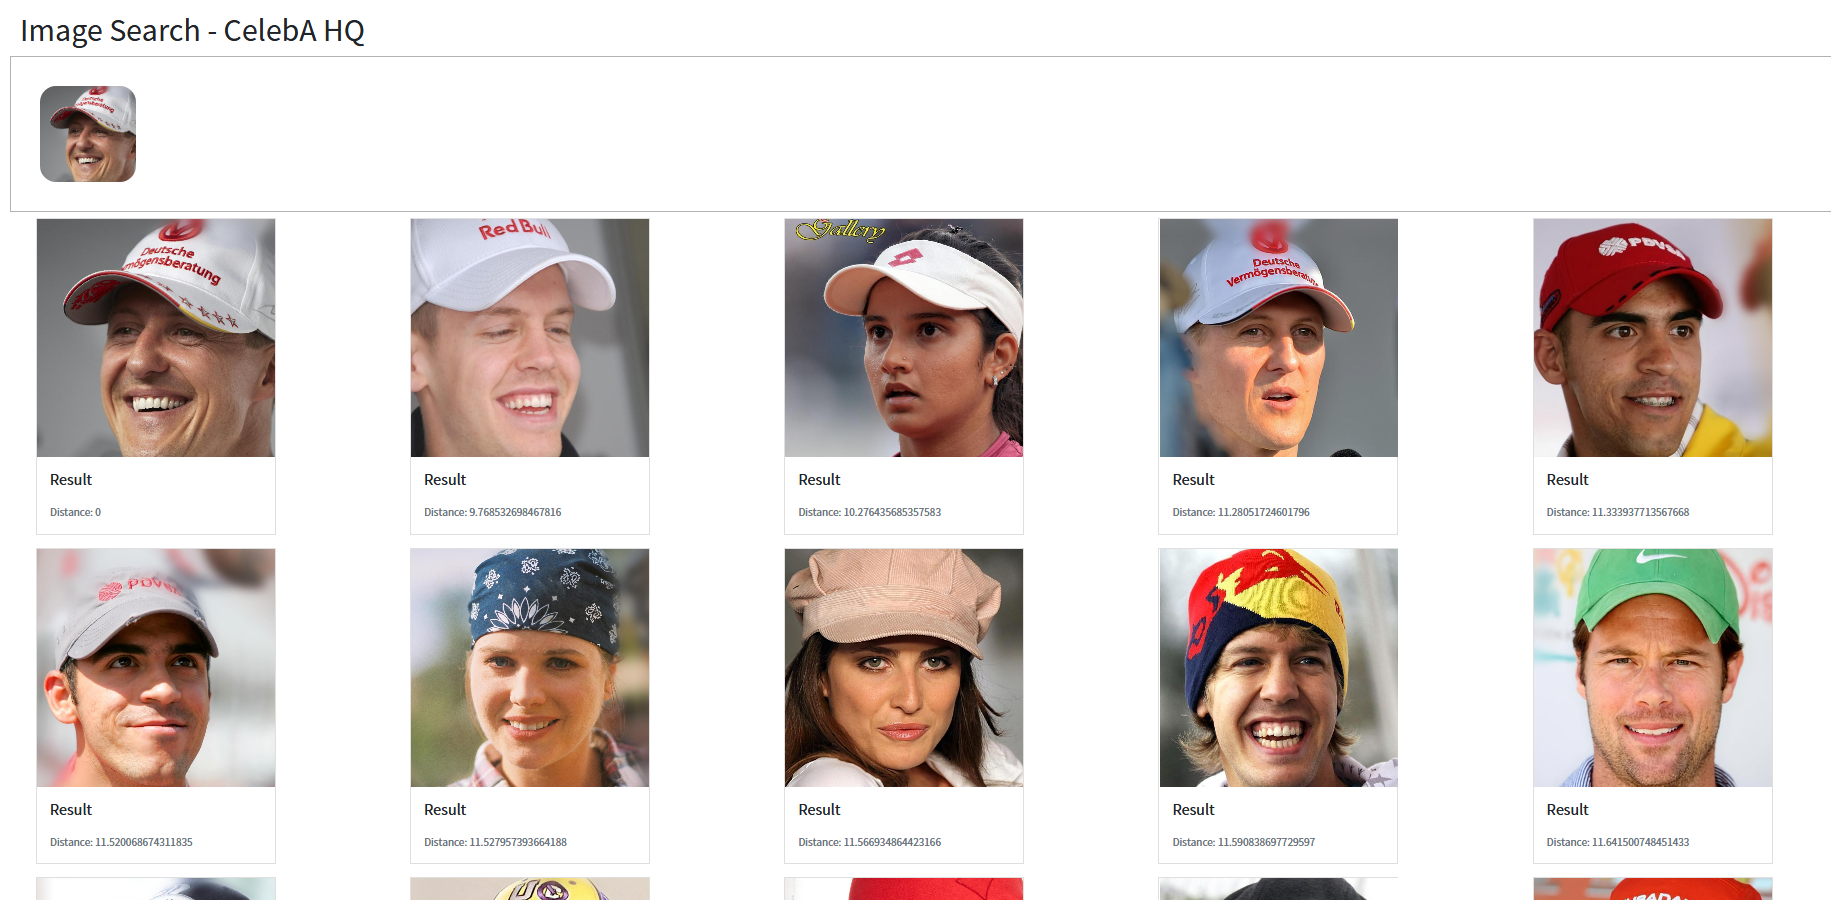 Image Search - CelebA HQ
Deutsche
Vermögensberatung
Deutsche
mögensberatung
Red Bull
Gallery
Deutsche
Vermögensberatun
PDVSA
Result
Result
Result
Result
Result
Distance: 0
Distance: 9.768532698467816
Distance: 10.276435685357583
Distance: 11.28051724601796
Distance: 11.333937713567668
PDVSA
Result
Result
Result
Result
Result
Distance: 11.520068674311835
Distance: 11.527957393664188
Distance: 11.566934864423166
Distance: 11.590838697729597
Distance: 11.641500748451433